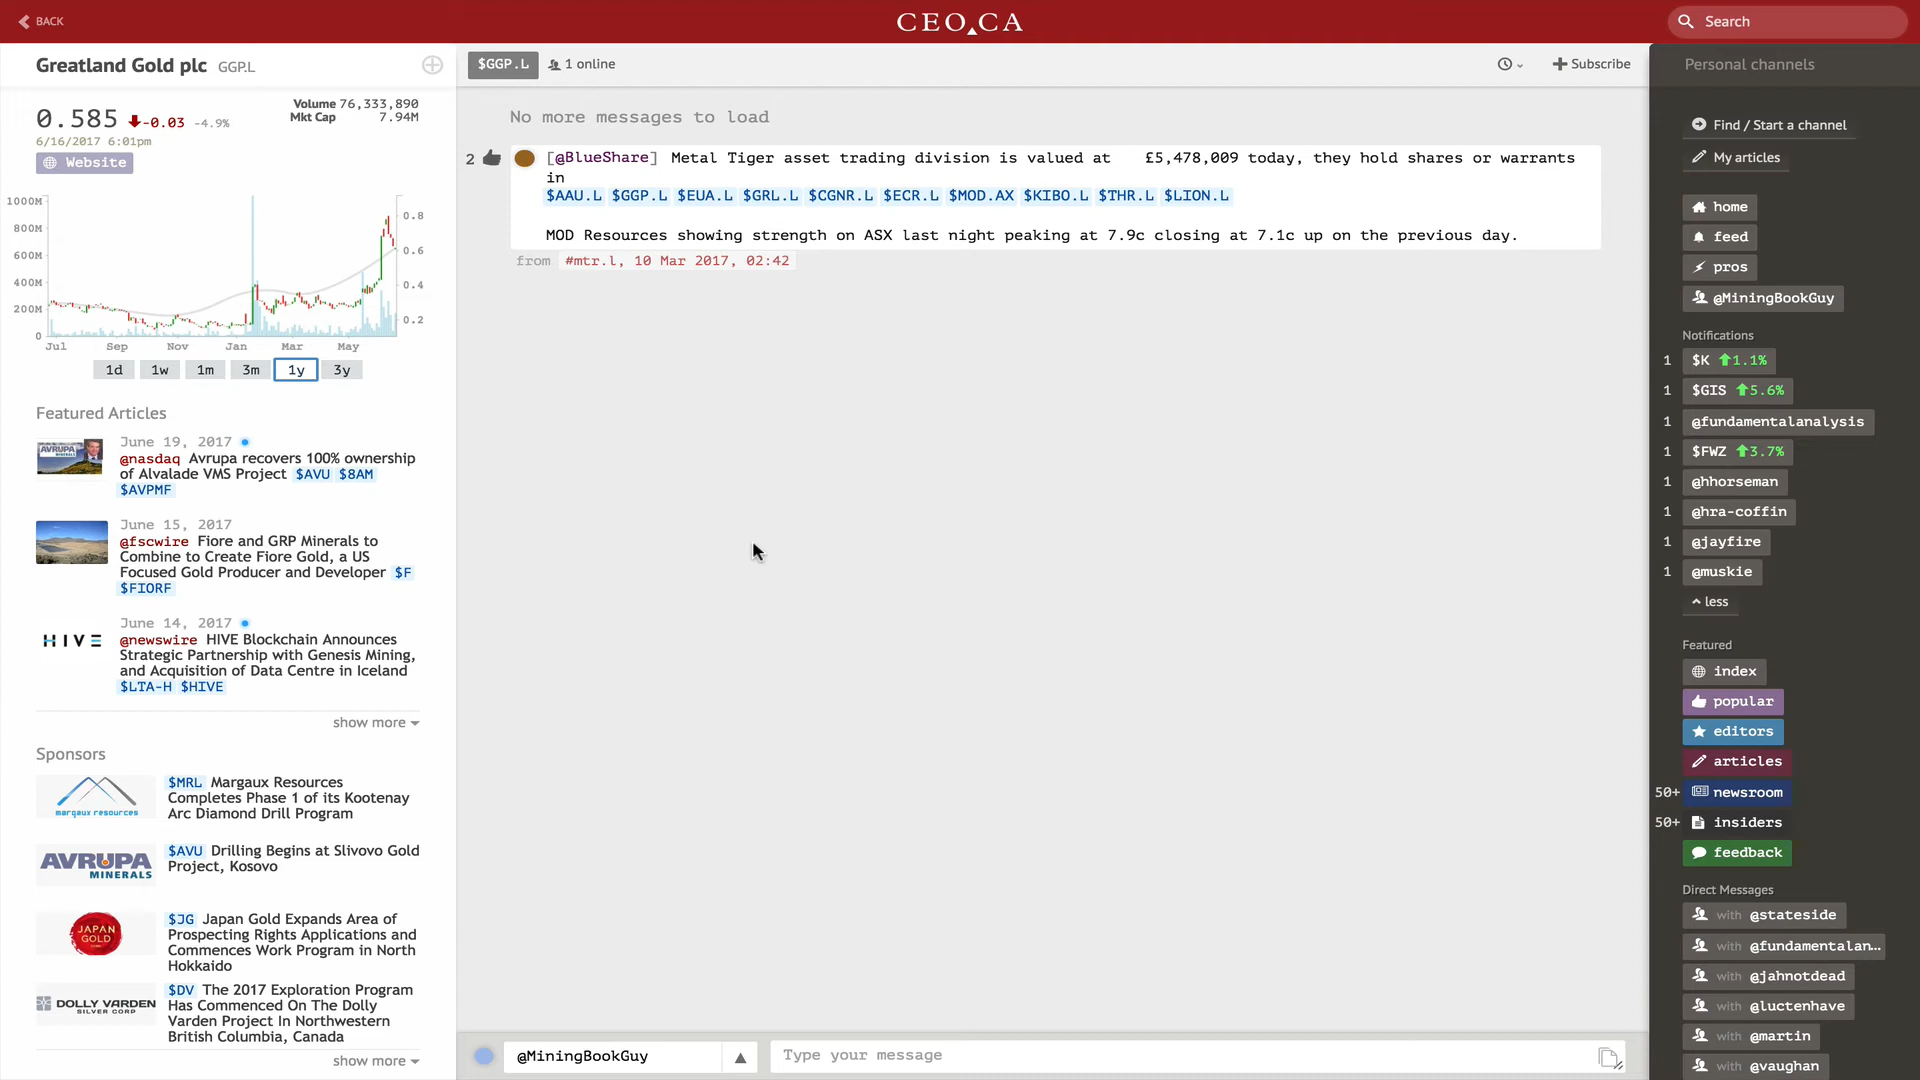 BACK
CEO.CA
Search
Greatland Gold plc GGP.L
0.585 -0.03 -4.9%
Volume 76,333,890
Mkt Cap 7.94M
6/16/2017 6:01pm
Website
1000M
800M
600M
400M
200M
0
0.8
0.6
0.4
0.2
Jul Sep Nov Jan Mar May
1d 1w 1m 3m 1y 3y
Featured Articles
AVRUPA
MINERALS
June 19, 2017
@nasdaq Avrupa recovers 100% ownership
of Alvalade VMS Project $AVU $8AM
$AVPMF
June 15, 2017
@fscwire Fiore and GRP Minerals to
Combine to Create Fiore Gold, a US
Focused Gold Producer and Developer $F
$FIORF
HIVE
June 14, 2017
@newswire HIVE Blockchain Announces
Strategic Partnership with Genesis Mining,
and Acquisition of Data Centre in Iceland
$LTA-H $HIVE
show more
Sponsors
margaux resources
$MRL Margaux Resources
Completes Phase 1 of its Kootenay
Arc Diamond Drill Program
AVRUPA
MINERALS
$AVU Drilling Begins at Slivovo Gold
Project, Kosovo
JAPAN
GOLD
$JG Japan Gold Expands Area of
Prospecting Rights Applications and
Commences Work Program in North
Hokkaido
DOLLY VARDEN
SILVER CORP
$DV The 2017 Exploration Program
Has Commenced On The Dolly
Varden Project In Northwestern
British Columbia, Canada
show more
$GGP.L 1 online
Subscribe
No more messages to load
2 [@BlueShare] Metal Tiger asset trading division is valued at £5,478,009 today, they hold shares or warrants
in
$AAU.L $GGP.L $EUA.L $GRL.L $CGNR.L $ECR.L $MOD.AX $KIBO.L $THR.L $LION.L
MOD Resources showing strength on ASX last night peaking at 7.9c closing at 7.1c up on the previous day.
from #mtr.l, 10 Mar 2017, 02:42
@MiningBookGuy
Type your message
Personal channels
Find / Start a channel
My articles
home
feed
pros
@MiningBookGuy
Notifications
1 $K 1.1%
1 $GIS 5.6%
1 @fundamentalanalysis
1 $FWZ 3.7%
1 @hhorseman
1 @hra-coffin
1 @jayfire
1 @muskie
less
Featured
index
popular
editors
articles
50+ newsroom
50+ insiders
feedback
Direct Messages
with @stateside
with @fundamentalan…
with @jahnotdead
with @luctenhave
with @martin
with @vaughan